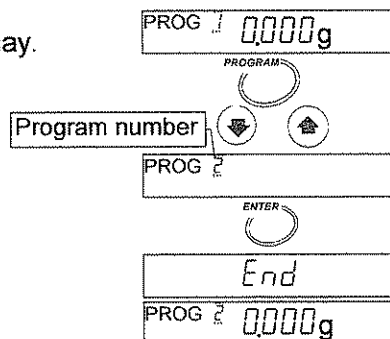 PROG 1 0,000g
ay.
PROGRAM
Program number
PROG 2
ENTER
End
PROG 2 0,000g